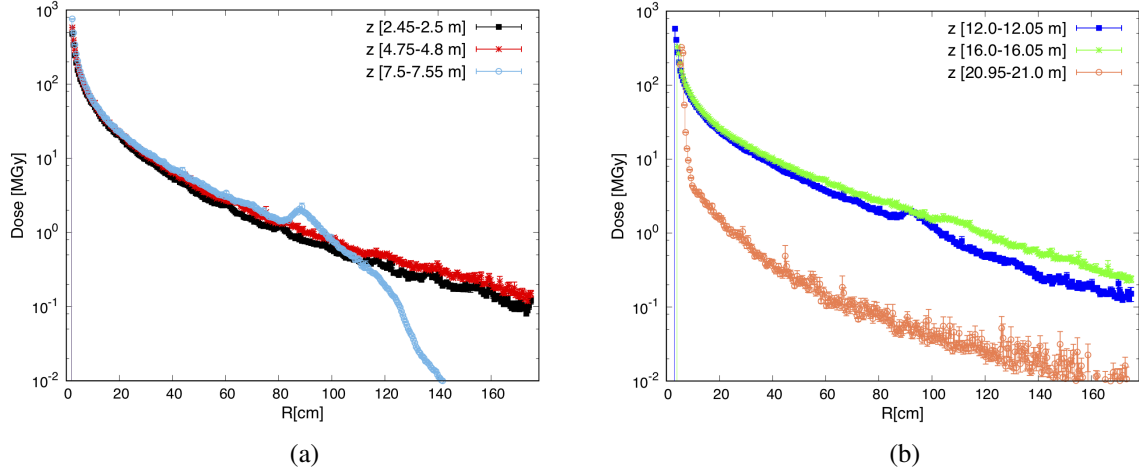 10^3
10^2
10^1
10^0
10^-1
10^-2
Dose [MGy]
0 20 40 60 80 100 120 140 160
R[cm]
z [2.45-2.5 m]
z [4.75-4.8 m]
z [7.5-7.55 m]
(a)
10^3
10^2
10^1
10^0
10^-1
10^-2
Dose [MGy]
0 20 40 60 80 100 120 140 160
R[cm]
z [12.0-12.05 m]
z [16.0-16.05 m]
z [20.95-21.0 m]
(b)